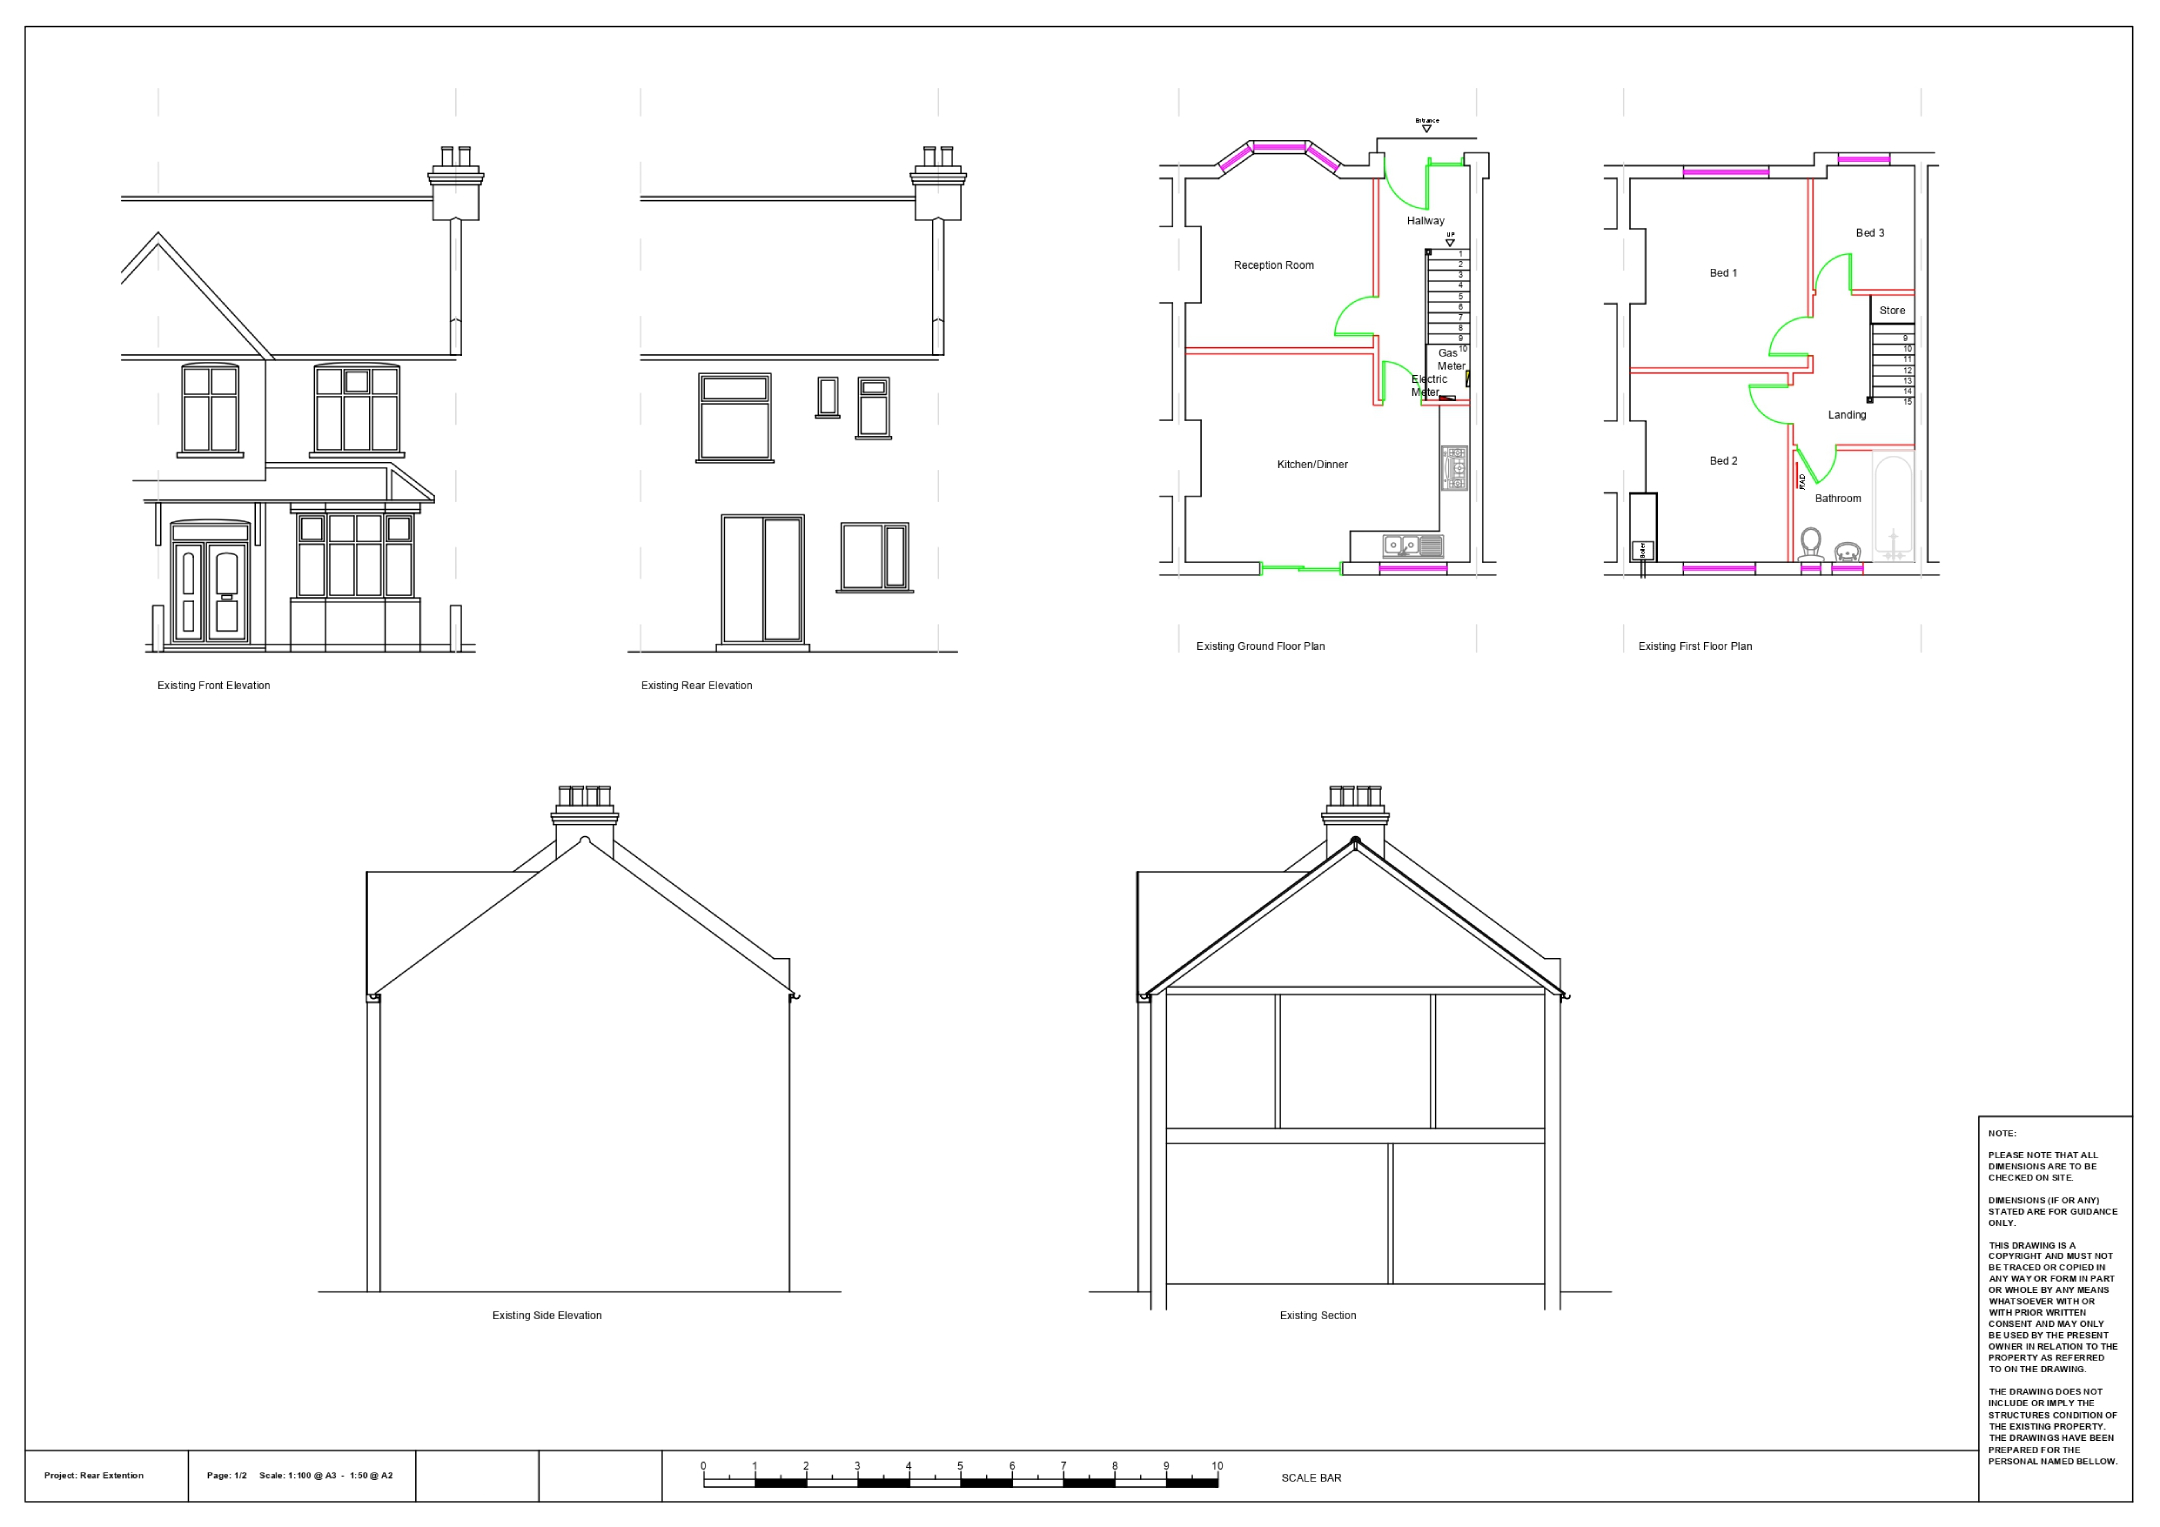 Entrance
Hallway
UP
Reception Room
1
2
3
4
5
6
7
8
9
10
Gas
Meter
Electric
Meter
Kitchen/Dinner
Existing Ground Floor Plan
Bed 3
Bed 1
Store
9
10
11
12
13
14
15
Landing
Bed 2
RAD
Bathroom
Boiler
Existing First Floor Plan
Existing Front Elevation
Existing Rear Elevation
Existing Side Elevation
Existing Section
NOTE:
PLEASE NOTE THAT ALL
DIMENSIONS ARE TO BE
CHECKED ON SITE.
DIMENSIONS (IF OR ANY)
STATED ARE FOR GUIDANCE
ONLY.
THIS DRAWING IS A
COPYRIGHT AND MUST NOT
BE TRACED OR COPIED IN
ANY WAY OR FORM IN PART
OR WHOLE BY ANY MEANS
WHATSOEVER WITH OR
WITH PRIOR WRITTEN
CONSENT AND MAY ONLY
BE USED BY THE PRESENT
OWNER IN RELATION TO THE
PROPERTY AS REFERRED
TO ON THE DRAWING.
THE DRAWING DOES NOT
INCLUDE OR IMPLY THE
STRUCTURES CONDITION OF
THE EXISTING PROPERTY.
THE DRAWINGS HAVE BEEN
PREPARED FOR THE
PERSONAL NAMED BELLOW.
Project: Rear Extention
Page: 1/2 Scale: 1:100 @ A3 - 1:50 @ A2
0 1 2 3 4 5 6 7 8 9 10
SCALE BAR